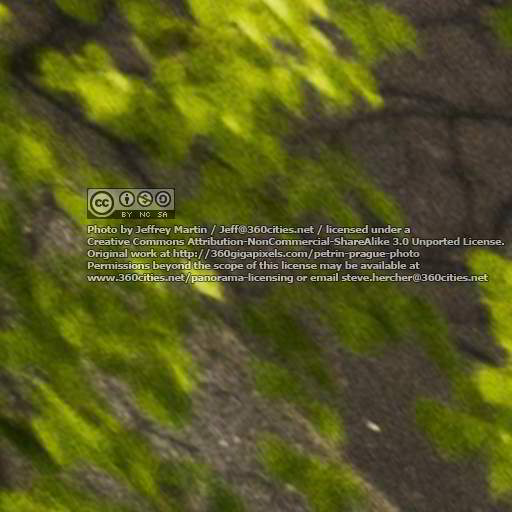 cc
BY NC SA
Photo by Jeffrey Martin / Jeff@360cities.net / licensed under a
Creative Commons Attribution-NonCommercial-ShareAlike 3.0 Unported License.
Original work at http://360gigapixels.com/petrin-prague-photo
Permissions beyond the scope of this license may be available at
www.360cities.net/panorama-licensing or email steve.hercher@360cities.net